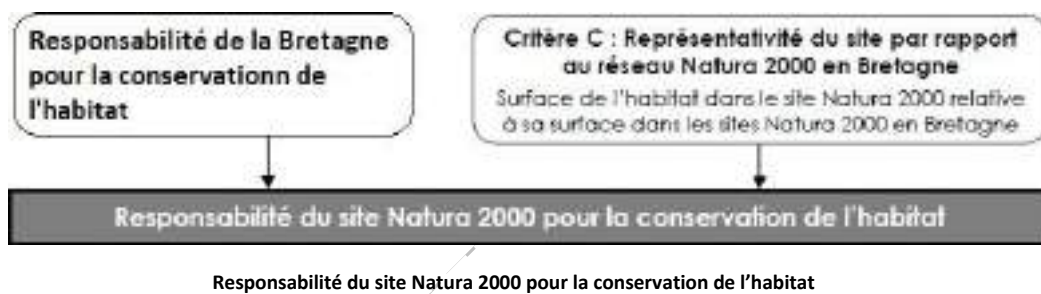 Responsabilité de la Bretagne
pour la conservationn de
l'habitat
Critère C : Représentativité du site par rapport
au réseau Natura 2000 en Bretagne
Surface de l'habitat dans le site Natura 2000 relative
à sa surface dans les sites Natura 2000 en Bretagne
Responsabilité du site Natura 2000 pour la conservation de l'habitat
Responsabilité du site Natura 2000 pour la conservation de l’habitat